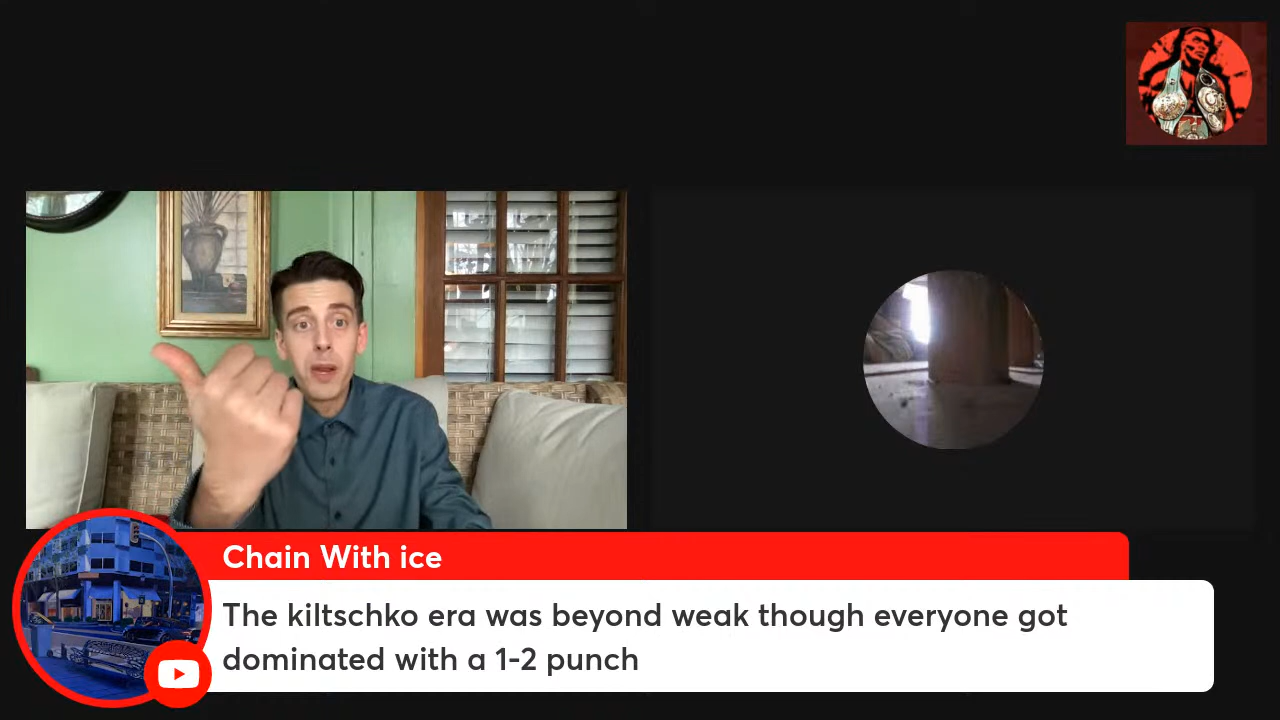 Chain With ice
The kiltschko era was beyond weak though everyone got
dominated with a 1-2 punch